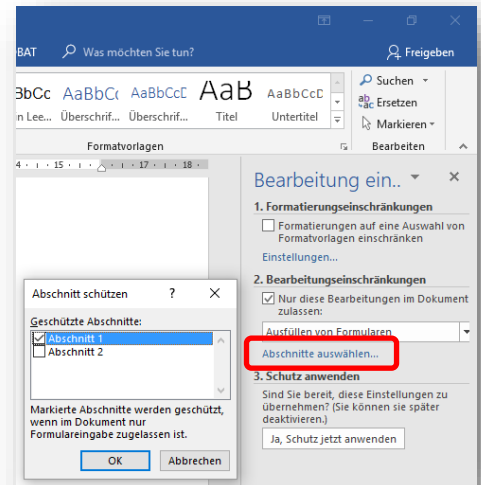 BAT Was möchten Sie tun? Freigeben
BbCc AaBbCc AaBbCcD AaB AaBbCcD
n Lee... Überschrif... Überschrif... Titel Untertitel
Suchen
Ersetzen
Markieren
Formatvorlagen Bearbeiten
4 15 17 18
Bearbeitung ein..
1. Formatierungseinschränkungen
Formatierungen auf eine Auswahl von
Formatvorlagen einschränken
Einstellungen...
2. Bearbeitungseinschränkungen
Nur diese Bearbeitungen im Dokument
zulassen:
Ausfüllen von Formularen
Abschnitte auswählen...
3. Schutz anwenden
Sind Sie bereit, diese Einstellungen zu
übernehmen? (Sie können sie später
deaktivieren.)
Ja, Schutz jetzt anwenden
Abschnitt schützen ?
Geschützte Abschnitte:
Abschnitt 1
Abschnitt 2
Markierte Abschnitte werden geschützt,
wenn im Dokument nur
Formulareingabe zugelassen ist.
OK Abbrechen